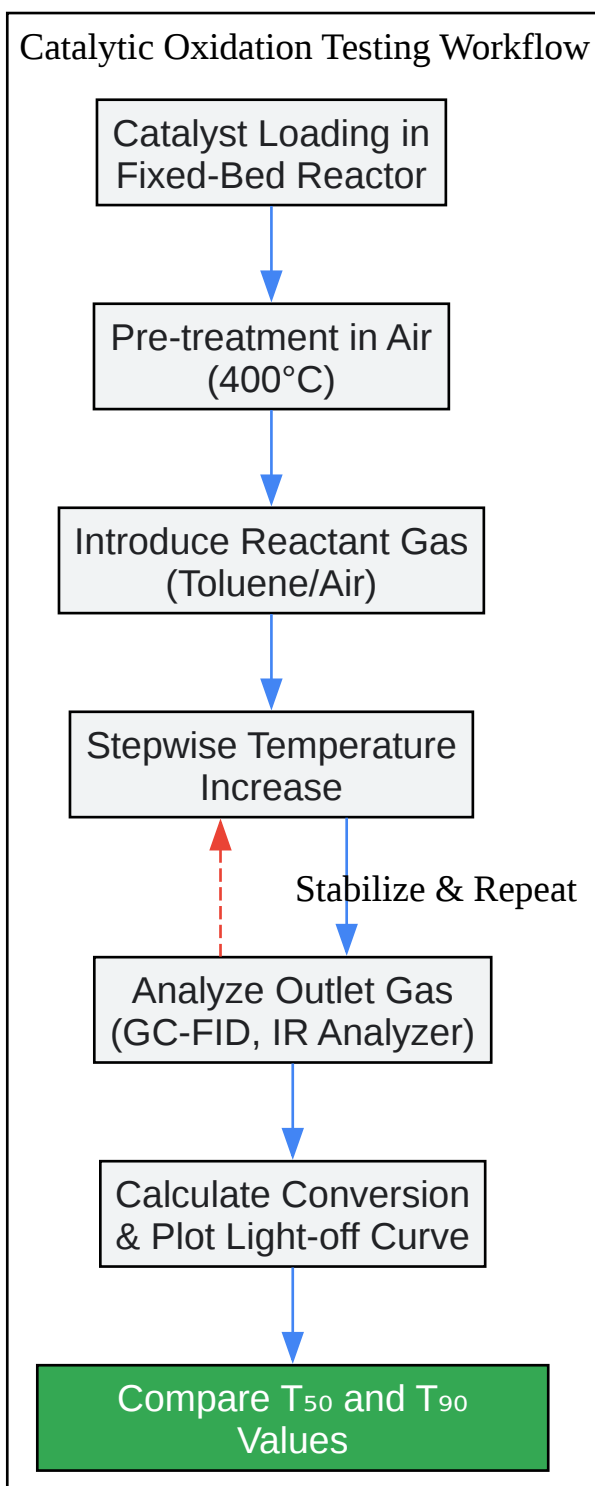 Catalytic Oxidation Testing Workflow
Catalyst Loading in
Fixed-Bed Reactor
Pre-treatment in Air
(400°C)
Introduce Reactant Gas
(Toluene/Air)
Stepwise Temperature
Increase
Stabilize & Repeat
Analyze Outlet Gas
(GC-FID, IR Analyzer)
Calculate Conversion
& Plot Light-off Curve
Compare T₅₀ and T₉₀
Values